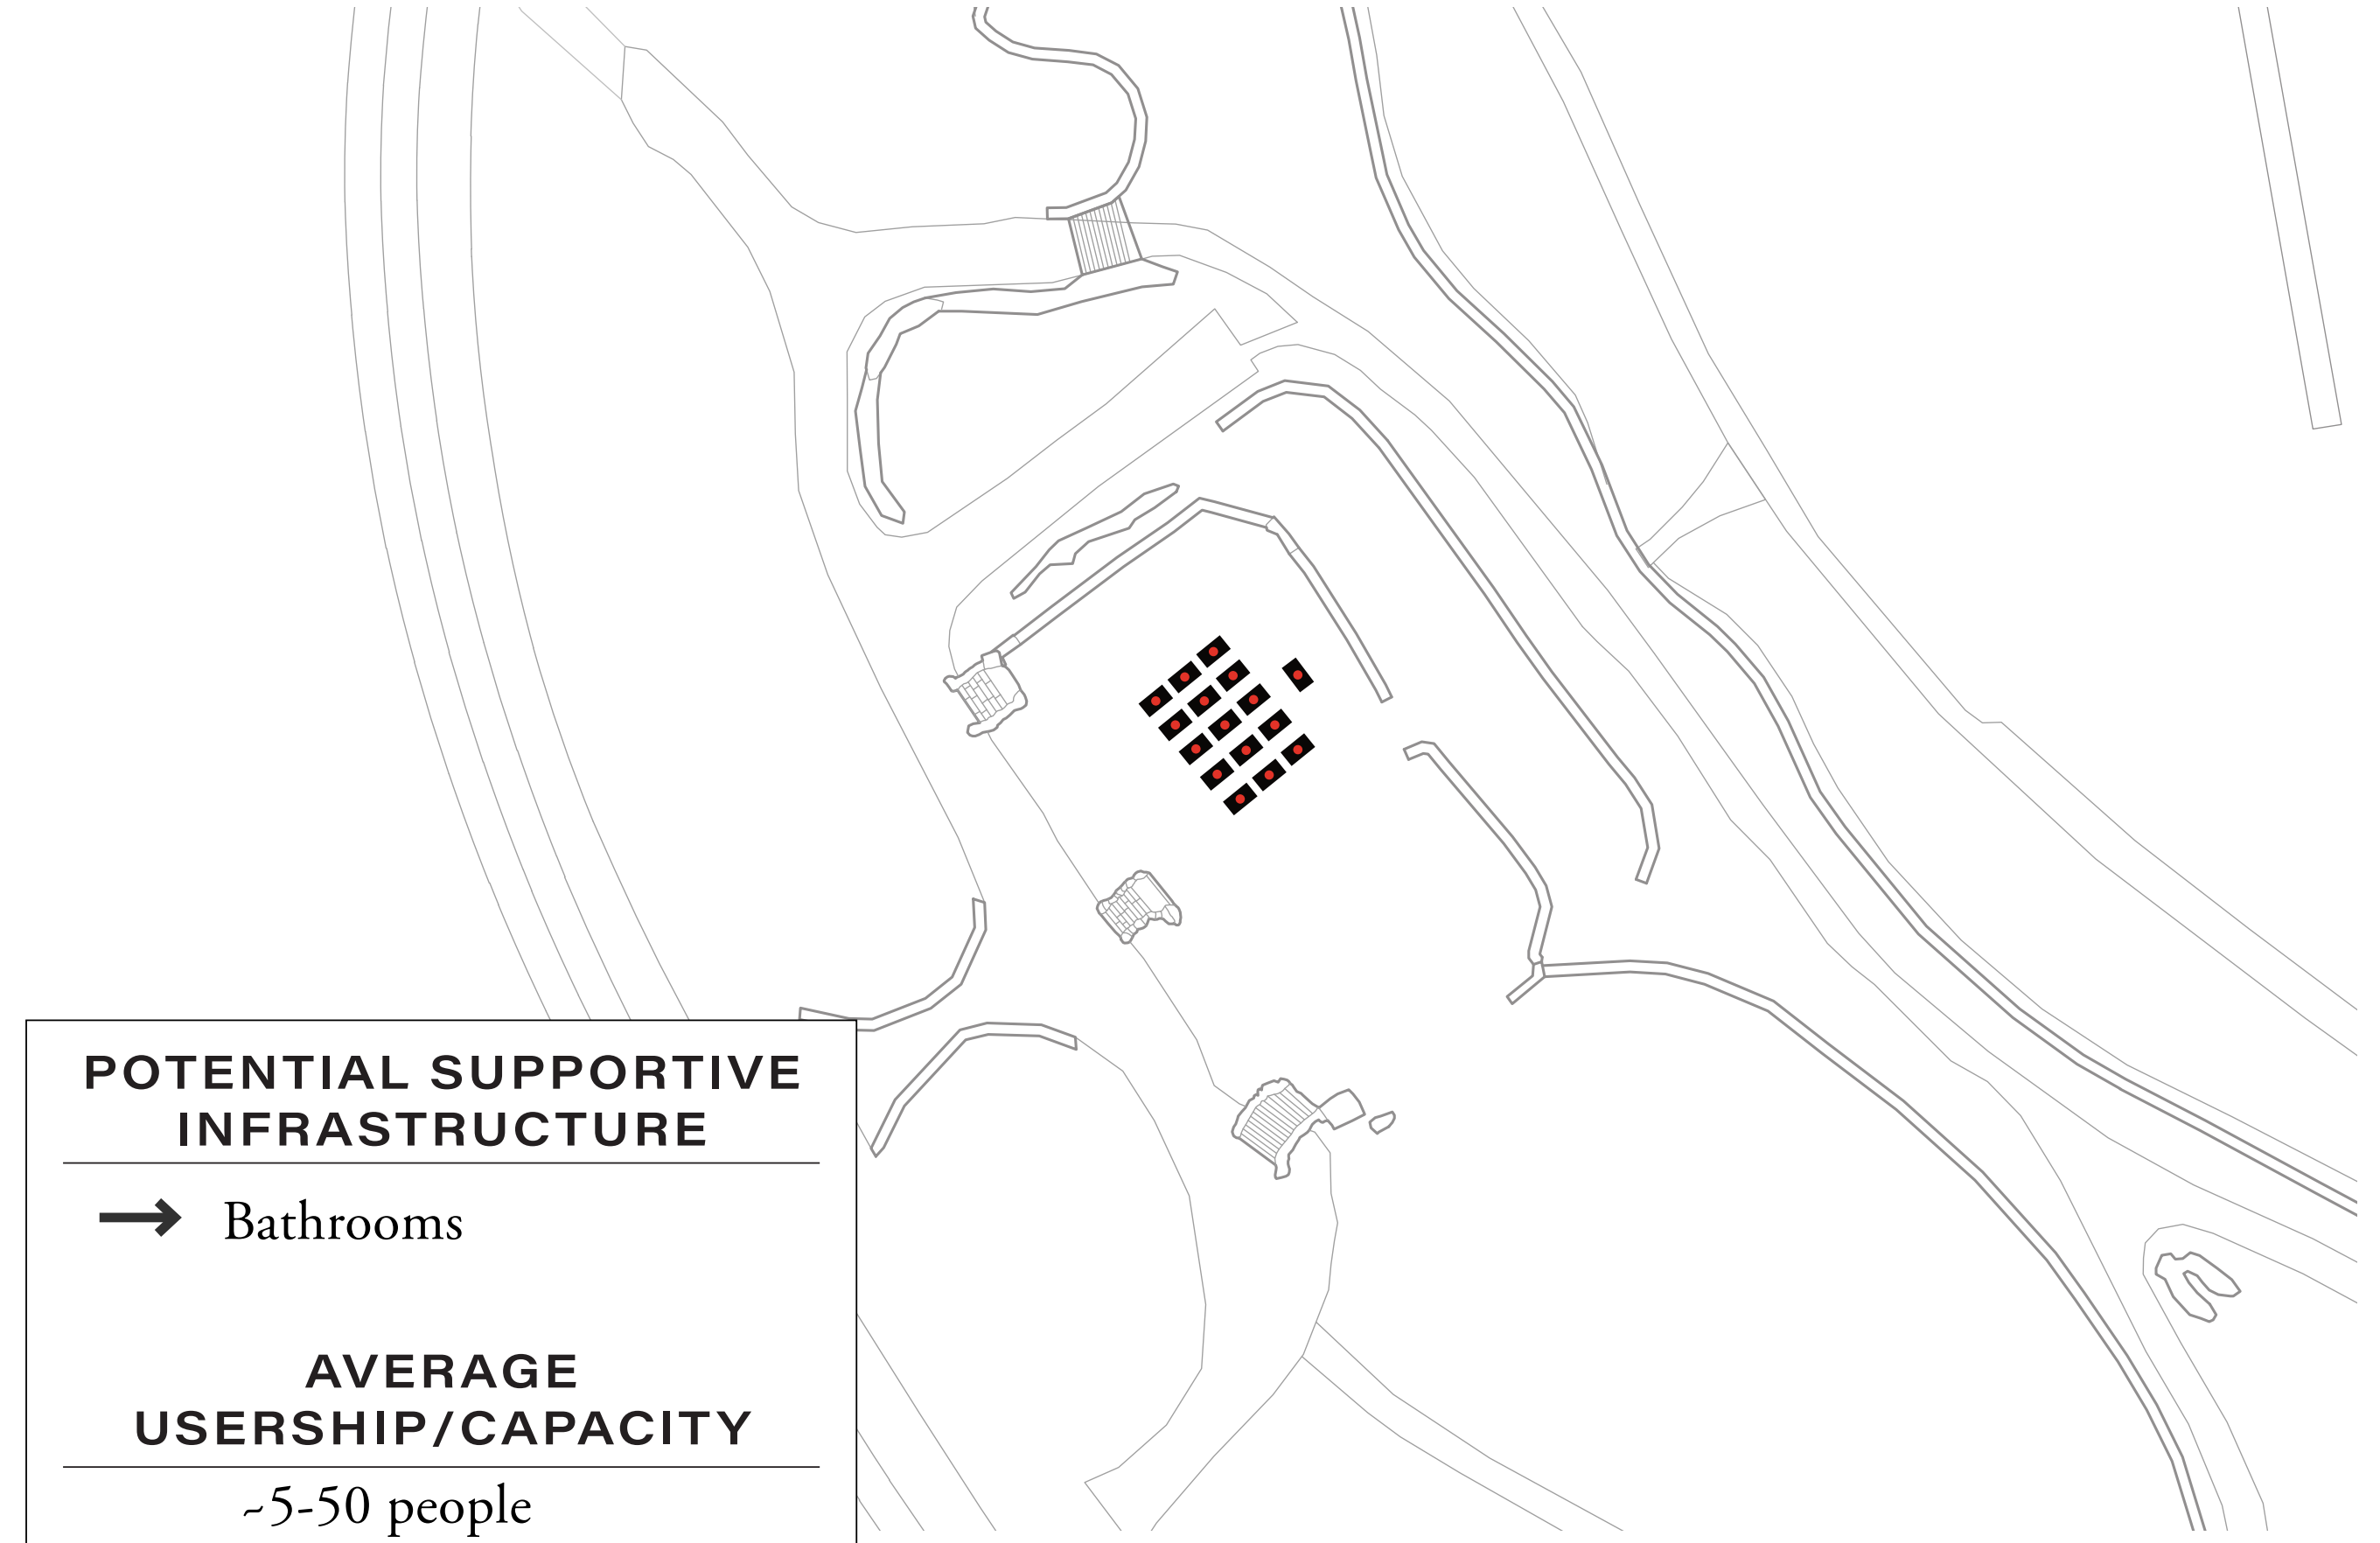 POTENTIAL SUPPORTIVE
INFRASTRUCTURE
Bathrooms
AVERAGE
USERSHIP/CAPACITY
~5-50 people